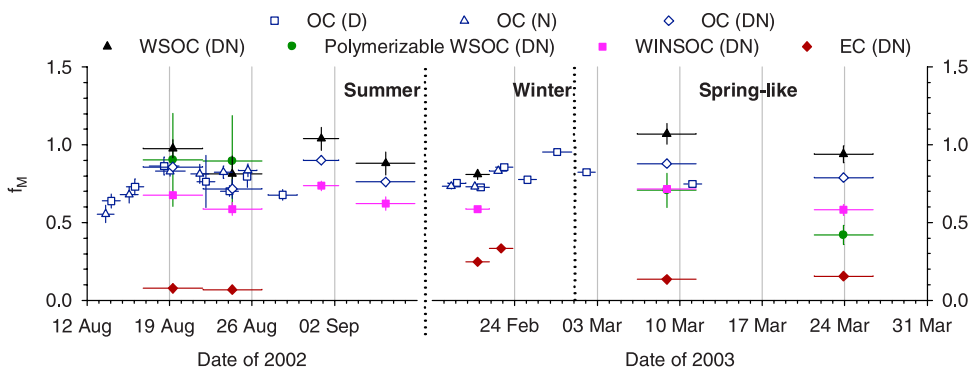 OC (D) OC (N) OC (DN)
WSOC (DN) Polymerizable WSOC (DN) WINSOC (DN) EC (DN)
1.5 1.5
Summer Winter Spring-like
1.0 1.0
fM
0.5 0.5
0.0 0.0
12 Aug 19 Aug 26 Aug 02 Sep 24 Feb 03 Mar 10 Mar 17 Mar 24 Mar 31 Mar
Date of 2002 Date of 2003